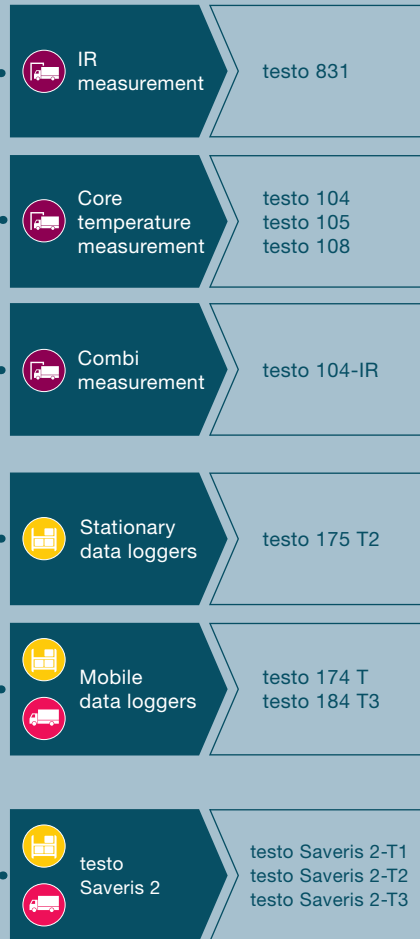 IR
measurement
testo 831
Core
temperature
measurement
testo 104
testo 105
testo 108
Combi
measurement
testo 104-IR
Stationary
data loggers
testo 175 T2
Mobile
data loggers
testo 174 T
testo 184 T3
testo
Saveris 2
testo Saveris 2-T1
testo Saveris 2-T2
testo Saveris 2-T3